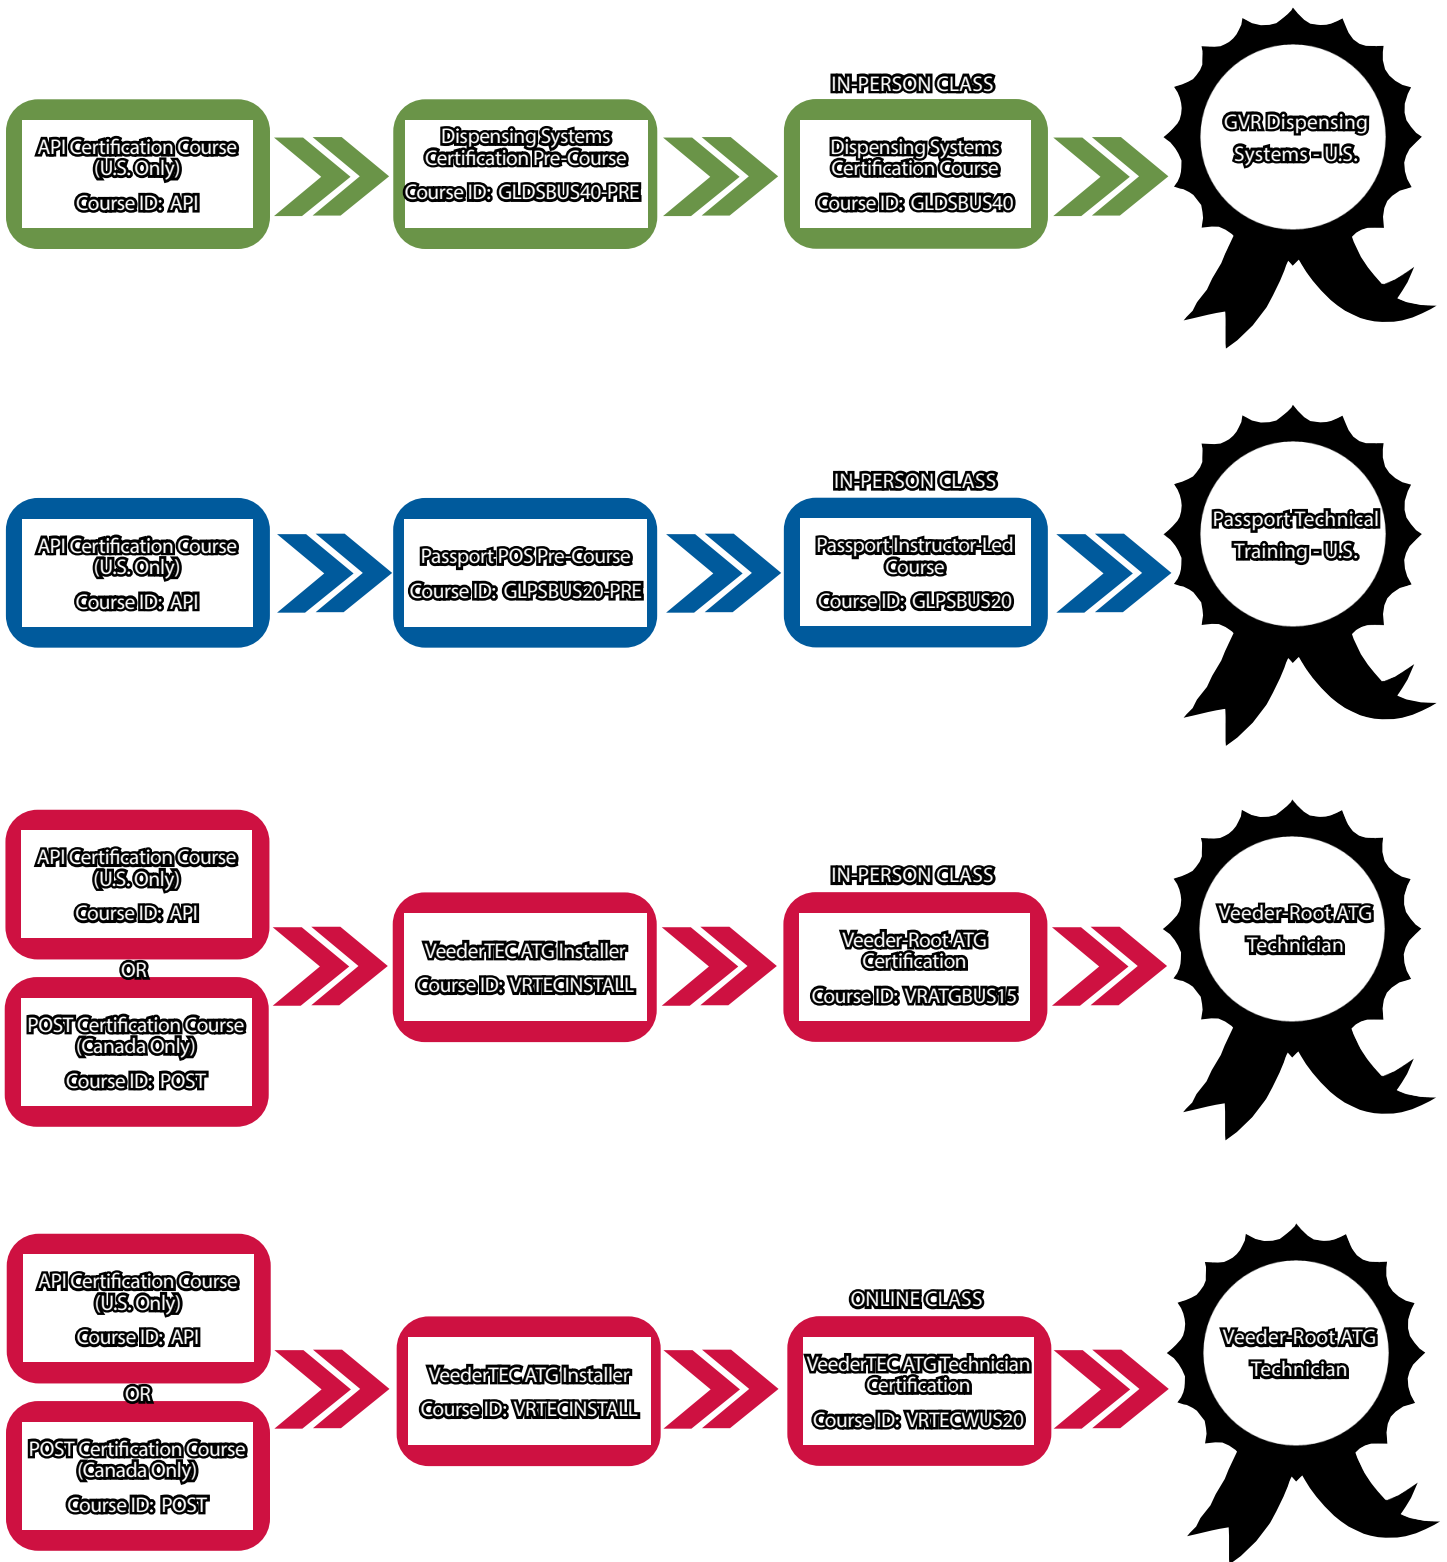 API Certification Course
(U.S. Only)
Course ID: API
Dispensing Systems
Certification Pre-Course
Course ID: GLDSBUS40-PRE
IN-PERSON CLASS
Dispensing Systems
Certification Course
Course ID: GLDSBUS40
GVR Dispensing
Systems - U.S.
API Certification Course
(U.S. Only)
Course ID: API
Passport POS Pre-Course
Course ID: GLPSBUS20-PRE
IN-PERSON CLASS
Passport Instructor-Led
Course
Course ID: GLPSBUS20
Passport Technical
Training - U.S.
API Certification Course
(U.S. Only)
Course ID: API
OR
POST Certification Course
(Canada Only)
Course ID: POST
VeederTEC ATG Installer
Course ID: VRTECINSTALL
IN-PERSON CLASS
Veeder-Root ATG
Certification
Course ID: VRATGBUS15
Veeder-Root ATG
Technician
API Certification Course
(U.S. Only)
Course ID: API
OR
POST Certification Course
(Canada Only)
Course ID: POST
VeederTEC ATG Installer
Course ID: VRTECINSTALL
ONLINE CLASS
VeederTEC ATG Technician
Certification
Course ID: VRTECWUS20
Veeder-Root ATG
Technician